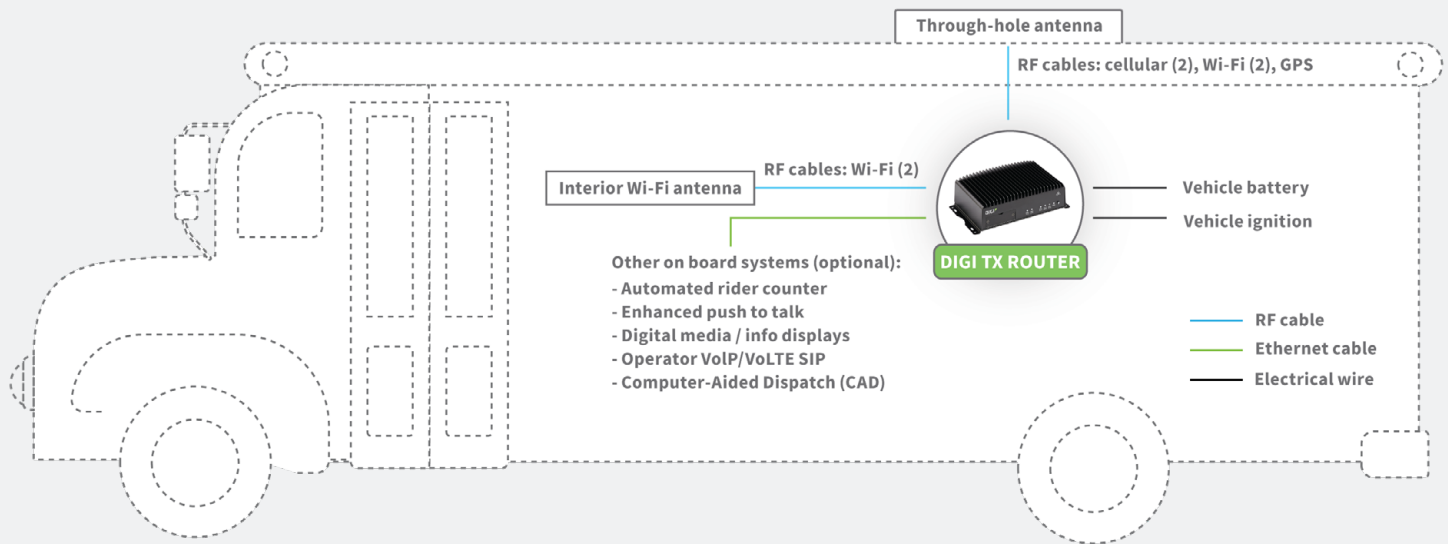 Through-hole antenna
RF cables: cellular (2), Wi-Fi (2), GPS
RF cables: Wi-Fi (2)
Interior Wi-Fi antenna
Vehicle battery
Vehicle ignition
DIGI
DIGI TX ROUTER
Other on board systems (optional):
- Automated rider counter
- Enhanced push to talk
- Digital media / info displays
- Operator VoIP/VoLTE SIP
- Computer-Aided Dispatch (CAD)
RF cable
Ethernet cable
Electrical wire